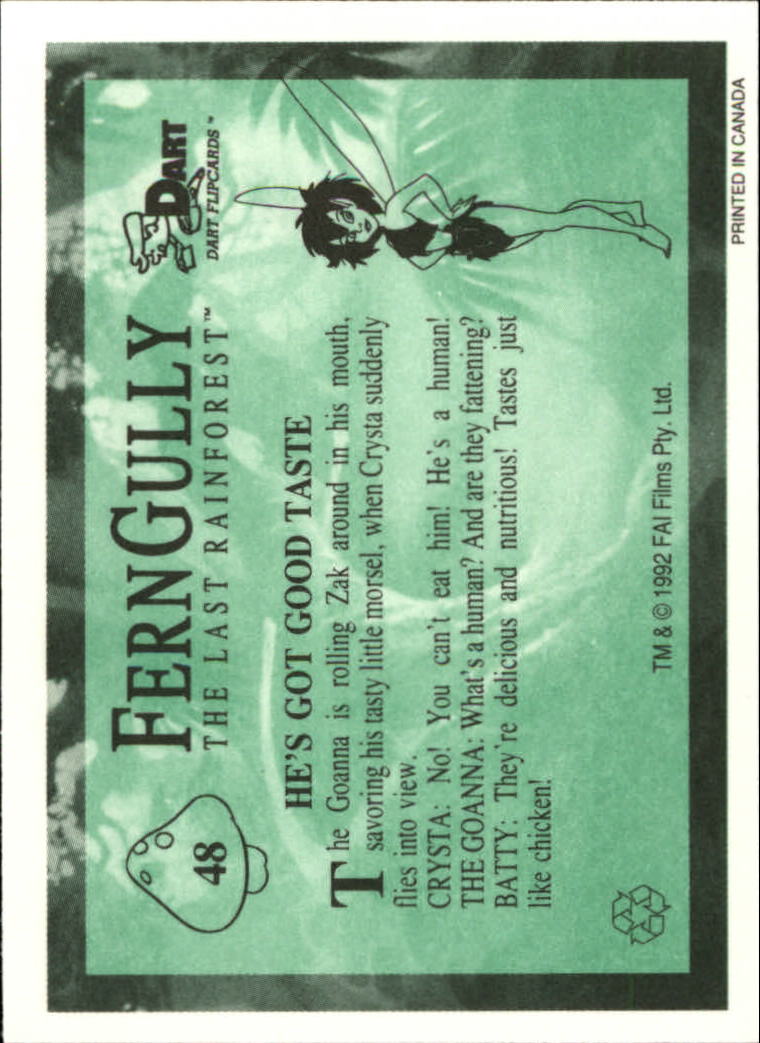 48
FERNGULLY
THE LAST RAINFOREST™
DART
DART FLIPCARDS™
HE'S GOT GOOD TASTE
The Goanna is rolling Zak around in his mouth,
savoring his tasty little morsel, when Crysta suddenly
flies into view.
CRYSTA: No! You can't eat him! He's a human!
THE GOANNA: What's a human? And are they fattening?
BATTY: They're delicious and nutritious! Tastes just
like chicken!
TM & © 1992 FAI Films Pty. Ltd.
PRINTED IN CANADA